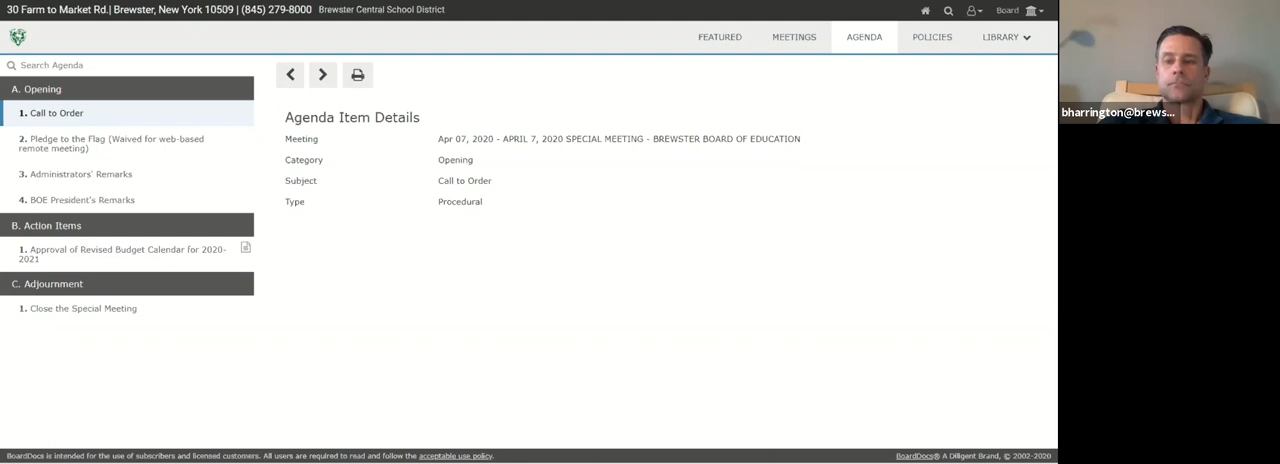 30 Farm to Market Rd.| Brewster, New York 10509 | (845) 279-8000 Brewster Central School District
Board
FEATURED MEETINGS AGENDA POLICIES LIBRARY
Search Agenda
A. Opening
1. Call to Order
2. Pledge to the Flag (Waived for web-based
remote meeting)
3. Administrators' Remarks
4. BOE President's Remarks
B. Action Items
1. Approval of Revised Budget Calendar for 2020-
2021
C. Adjournment
1. Close the Special Meeting
Agenda Item Details
Meeting Apr 07, 2020 - APRIL 7, 2020 SPECIAL MEETING - BREWSTER BOARD OF EDUCATION
Category Opening
Subject Call to Order
Type Procedural
bharrington@brews...
BoardDocs is intended for the use of subscribers and licensed customers. All users are required to read and follow the acceptable use policy.
BoardDocs® A Diligent Brand, © 2002-2020